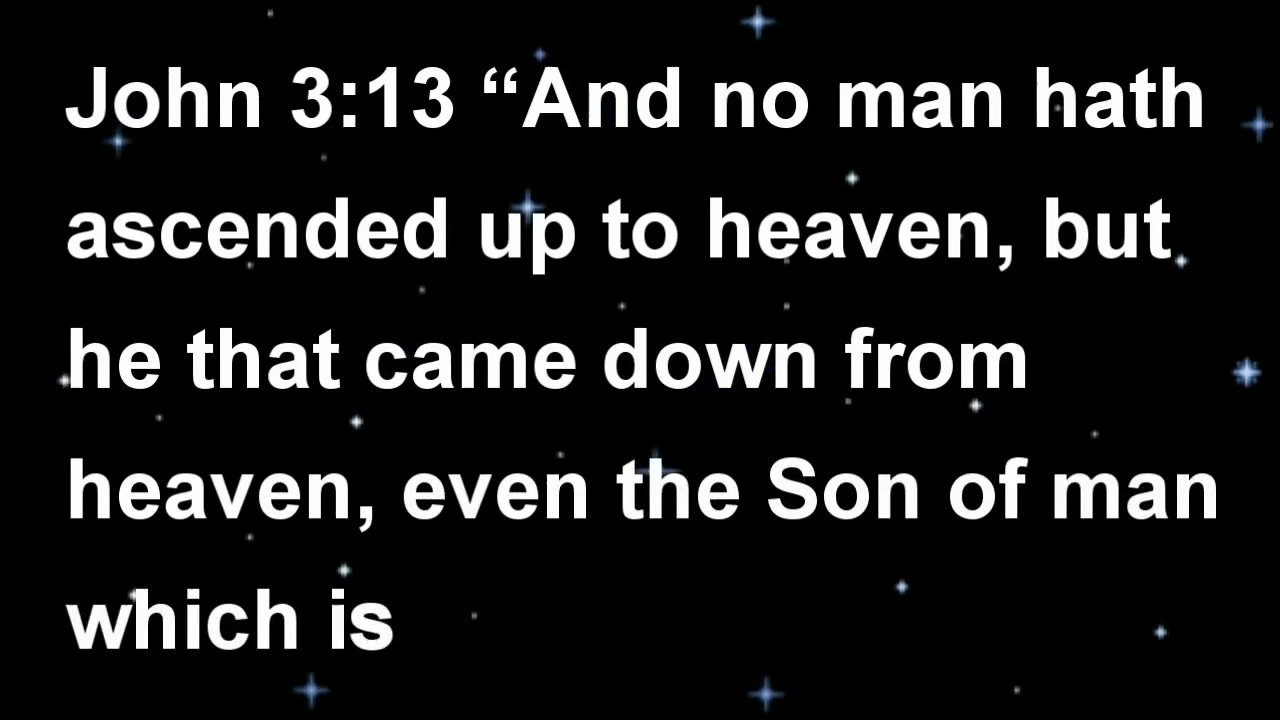 John 3:13 “And no man hath
ascended up to heaven, but
he that came down from
heaven, even the Son of man
which is